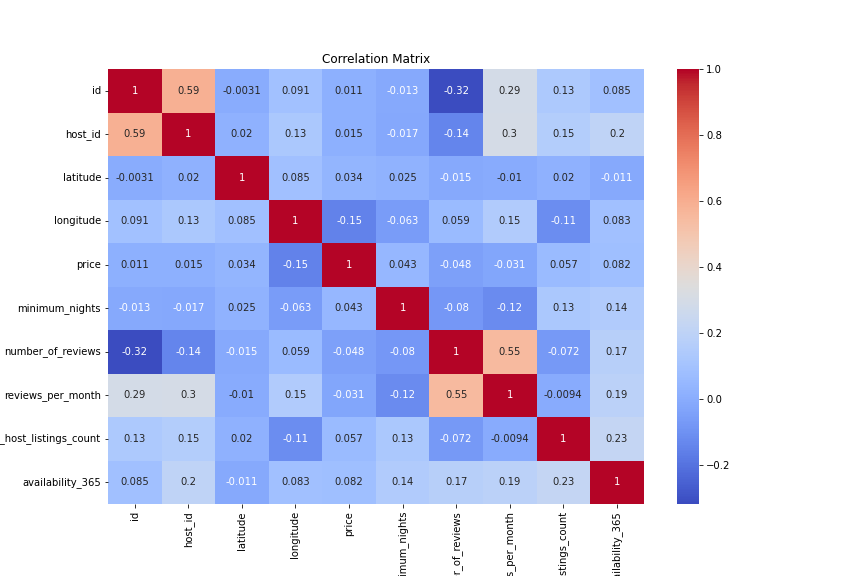 Correlation Matrix
id 1 0.59 -0.0031 0.091 0.011 -0.013 -0.32 0.29 0.13 0.085
host_id 0.59 1 0.02 0.13 0.015 -0.017 -0.14 0.3 0.15 0.2
latitude -0.0031 0.02 1 0.085 0.034 0.025 -0.015 -0.01 0.02 -0.011
longitude 0.091 0.13 0.085 1 -0.15 -0.063 0.059 0.15 -0.11 0.083
price 0.011 0.015 0.034 -0.15 1 0.043 -0.048 -0.031 0.057 0.082
minimum_nights -0.013 -0.017 0.025 -0.063 0.043 1 -0.08 -0.12 0.13 0.14
number_of_reviews -0.32 -0.14 -0.015 0.059 -0.048 -0.08 1 0.55 -0.072 0.17
reviews_per_month 0.29 0.3 -0.01 0.15 -0.031 -0.12 0.55 1 -0.0094 0.19
_host_listings_count 0.13 0.15 0.02 -0.11 0.057 0.13 -0.072 -0.0094 1 0.23
availability_365 0.085 0.2 -0.011 0.083 0.082 0.14 0.17 0.19 0.23 1
id
host_id
latitude
longitude
price
imum_nights
r_of_reviews
s_per_month
stings_count
ailability_365
1.0
0.8
0.6
0.4
0.2
0.0
−0.2